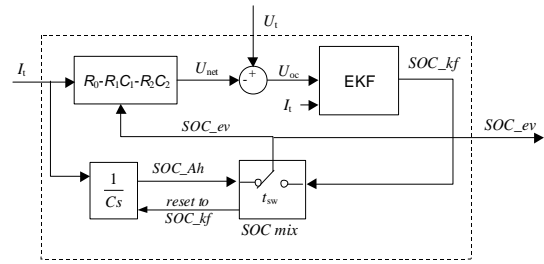 U_t
I_t
R_0-R_1C_1-R_2C_2
U_net
-
+
U_oc
EKF
SOC_kf
I_t
SOC_ev
SOC_ev
1
Cs
SOC_Ah
reset to
SOC_kf
t_sw
SOC mix